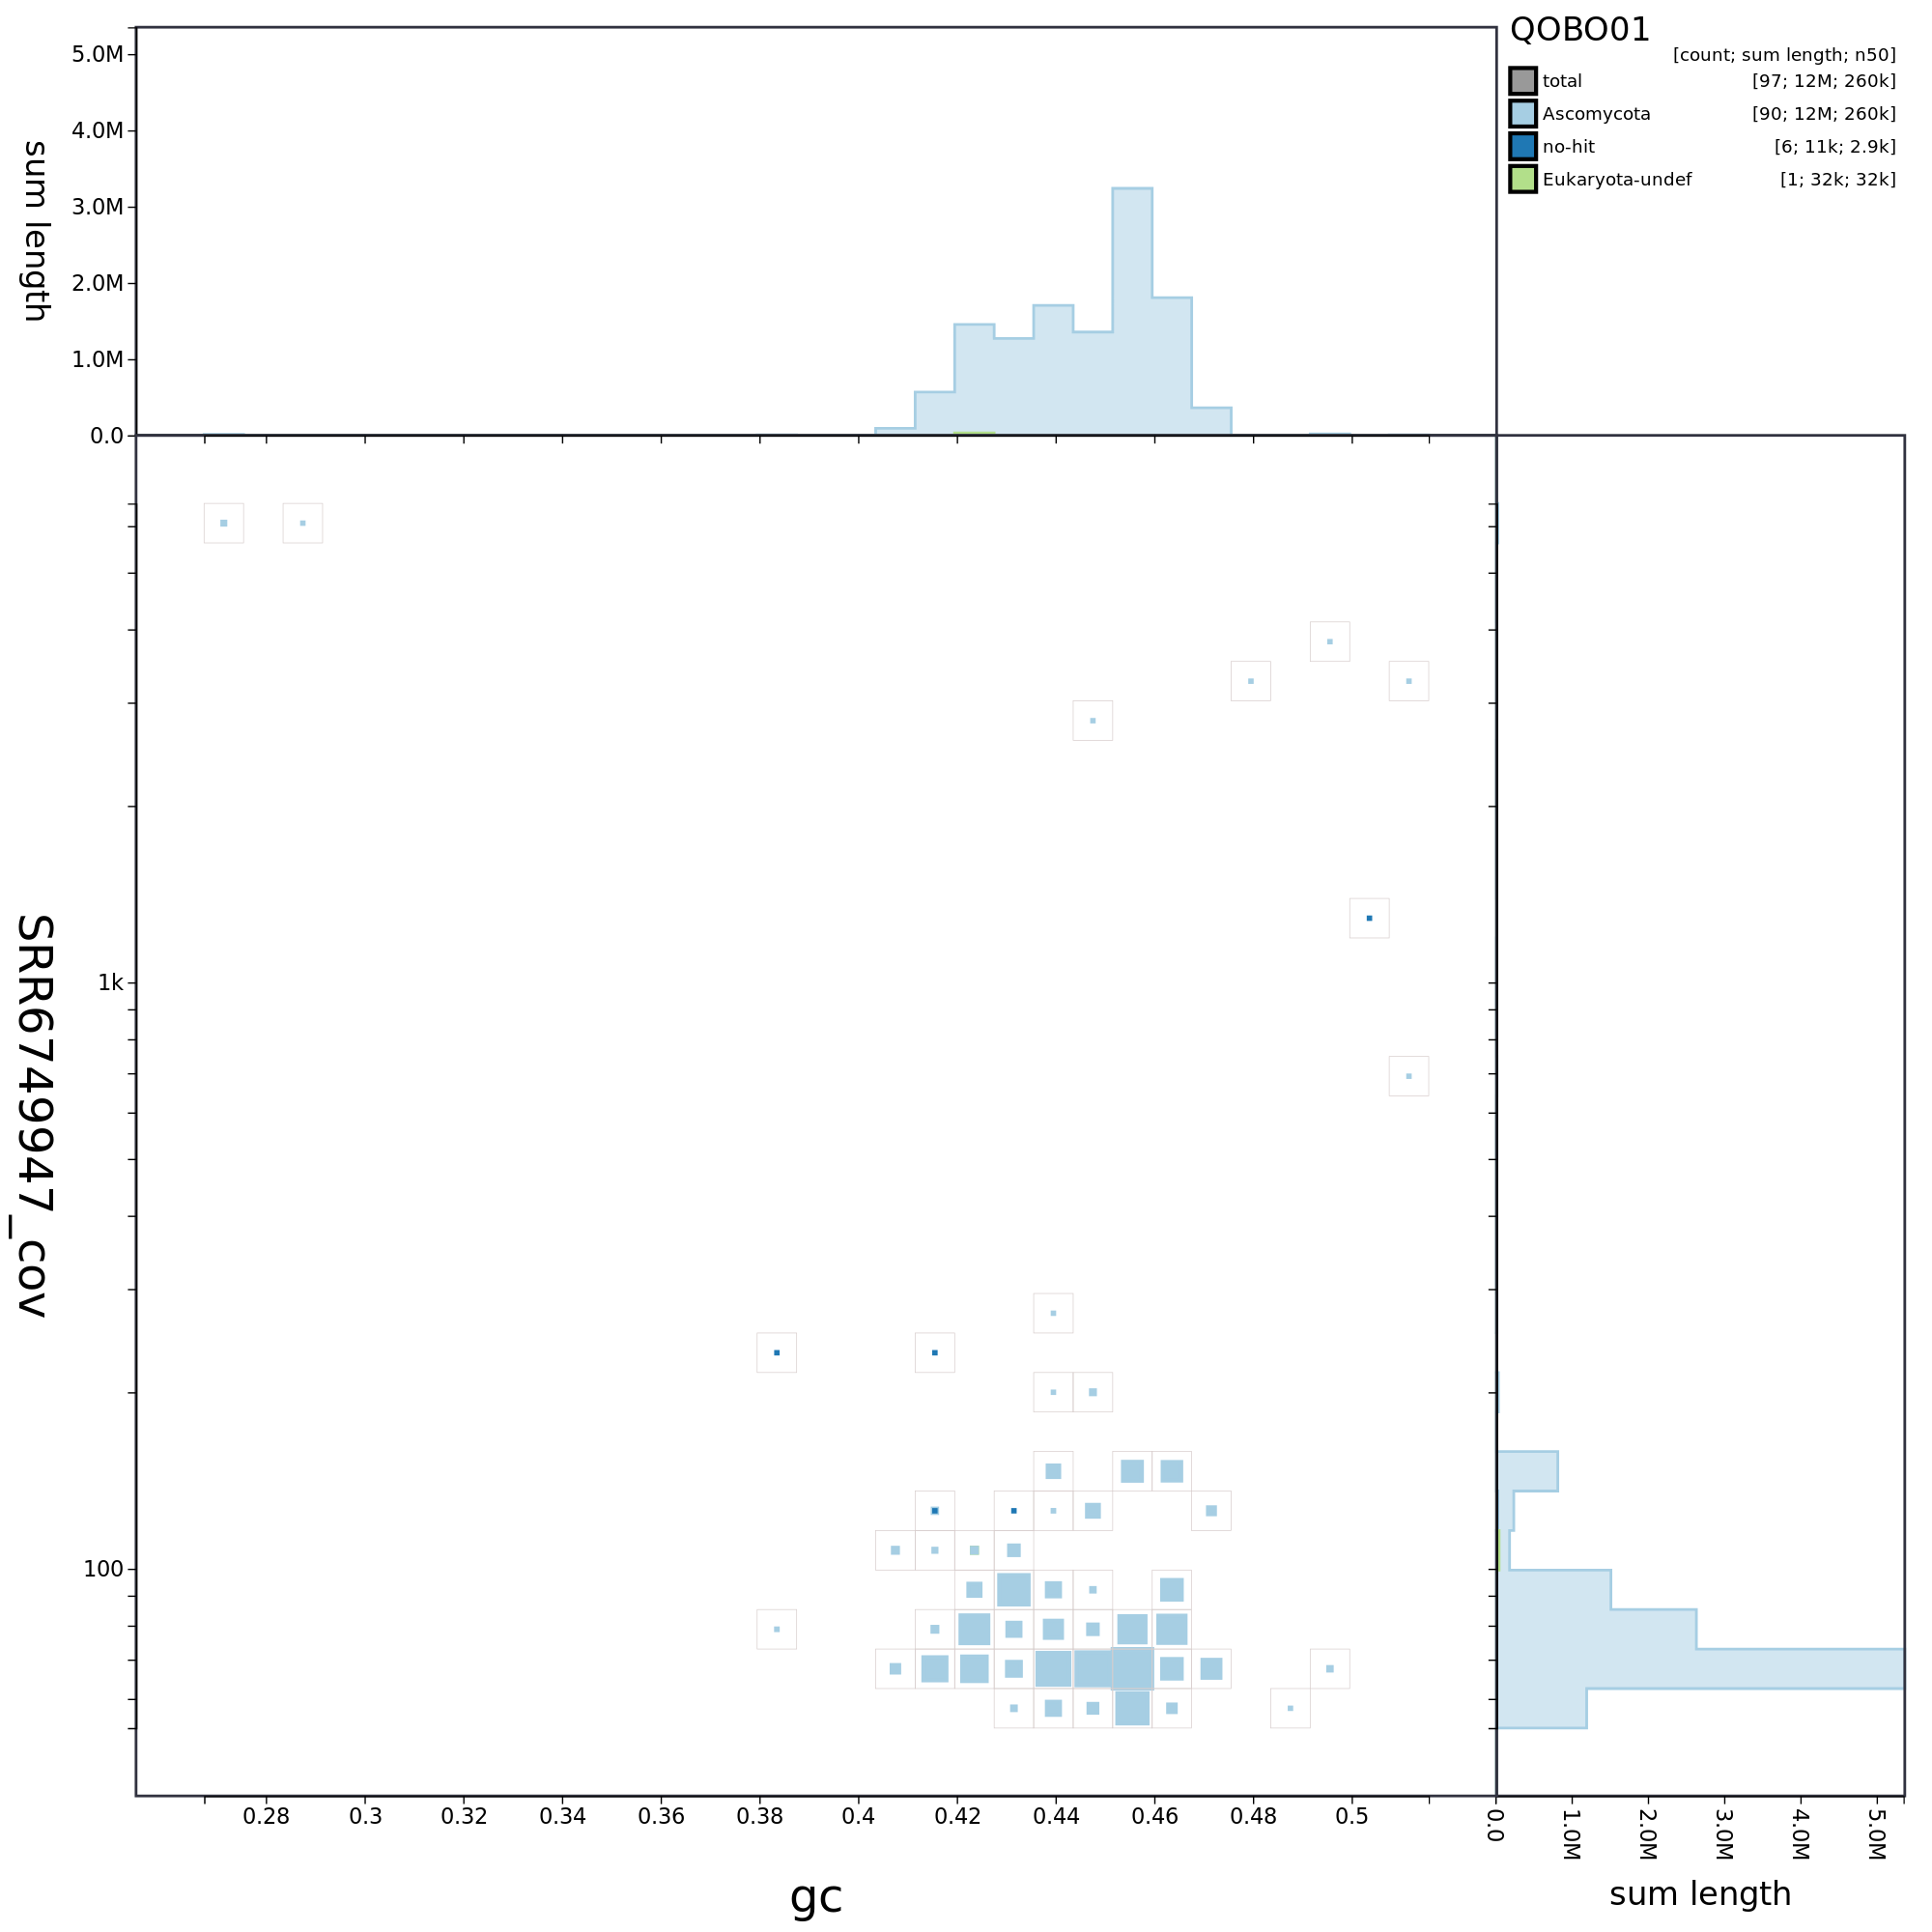 QOBO01
[count; sum length; n50]
total [97; 12M; 260k]
Ascomycota [90; 12M; 260k]
no-hit [6; 11k; 2.9k]
Eukaryota-undef [1; 32k; 32k]
sum length
5.0M
4.0M
3.0M
2.0M
1.0M
0.0
SRR6749947_cov
1k
100
0.28 0.3 0.32 0.34 0.36 0.38 0.4 0.42 0.44 0.46 0.48 0.5
gc
0.0 1.0M 2.0M 3.0M 4.0M 5.0M
sum length